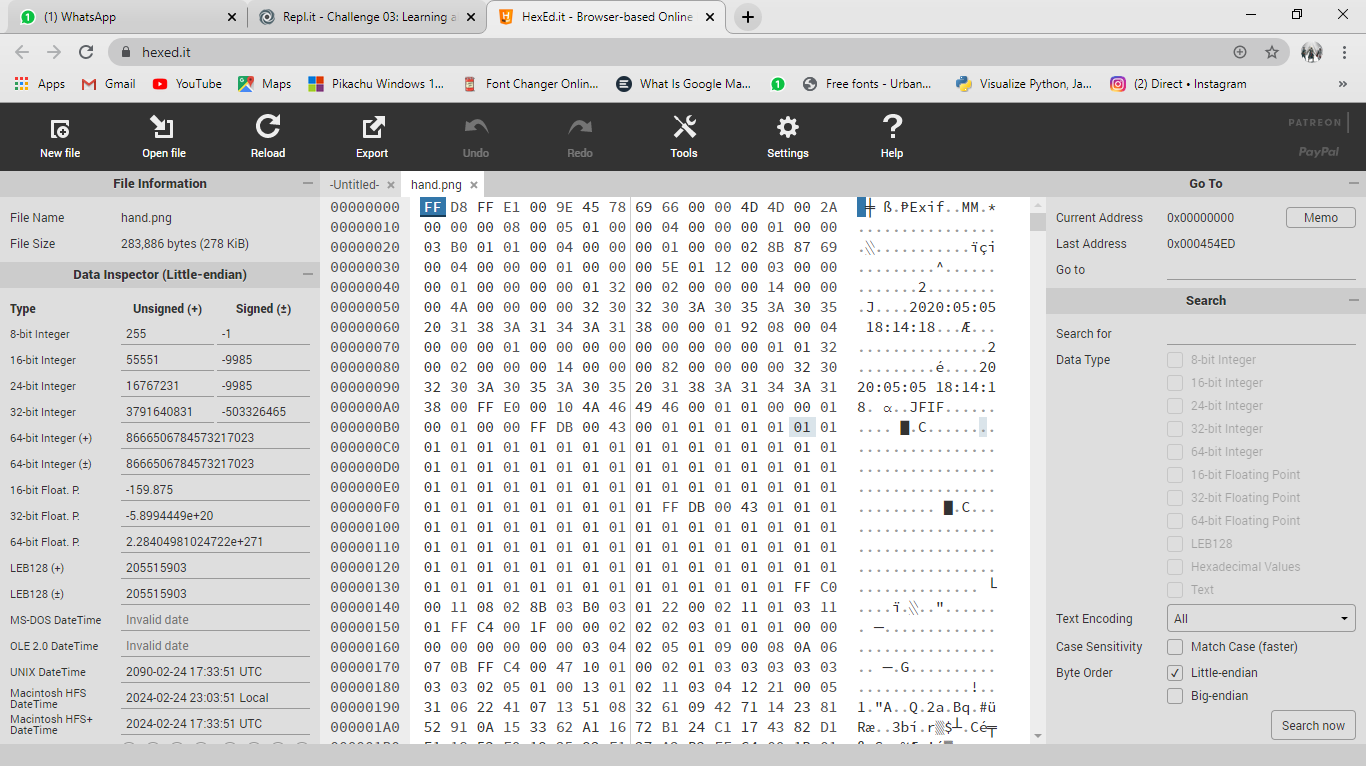 (1) WhatsApp
Repl.it - Challenge 03: Learning a
HexEd.it - Browser-based Online
hexed.it
Apps Gmail YouTube Maps Pikachu Windows 1... Font Changer Onlin... What Is Google Ma... Free fonts - Urban... Visualize Python, Ja... (2) Direct • Instagram »
New file Open file Reload Export Undo Redo Tools Settings Help
PATREON
PayPal
File Information
File Name hand.png
File Size 283,886 bytes (278 KiB)
Data Inspector (Little-endian)
Type Unsigned (+) Signed (±)
8-bit Integer 255 -1
16-bit Integer 55551 -9985
24-bit Integer 16767231 -9985
32-bit Integer 3791640831 -503326465
64-bit Integer (+) 8666506784573217023
64-bit Integer (±) 8666506784573217023
16-bit Float. P. -159.875
32-bit Float. P. -5.8994449e+20
64-bit Float. P. 2.28404981024722e+271
LEB128 (+) 205515903
LEB128 (±) 205515903
MS-DOS DateTime Invalid date
OLE 2.0 DateTime Invalid date
UNIX DateTime 2090-02-24 17:33:51 UTC
Macintosh HFS DateTime 2024-02-24 23:03:51 Local
Macintosh HFS+ DateTime 2024-02-24 17:33:51 UTC
-Untitled- × hand.png ×
00000000 FF D8 FF E1 00 9E 45 78 69 66 00 00 4D 4D 00 2A
00000010 00 00 00 08 00 05 01 00 00 04 00 00 00 01 00 00
00000020 03 B0 01 01 00 04 00 00 00 01 00 00 02 8B 87 69
00000030 00 04 00 00 00 01 00 00 00 5E 01 12 00 03 00 00
00000040 00 01 00 00 00 00 01 32 00 02 00 00 00 14 00 00
00000050 00 4A 00 00 00 00 32 30 32 30 3A 30 35 3A 30 35
00000060 20 31 38 3A 31 34 3A 31 38 00 00 01 92 08 00 04
00000070 00 00 00 01 00 00 00 00 00 00 00 00 00 01 01 32
00000080 00 02 00 00 00 14 00 00 00 82 00 00 00 00 32 30
00000090 32 30 3A 30 35 3A 30 35 20 31 38 3A 31 34 3A 31
000000A0 38 00 FF E0 00 10 4A 46 49 46 00 01 01 00 00 01
000000B0 00 01 00 00 FF DB 00 43 00 01 01 01 01 01 01 01
000000C0 01 01 01 01 01 01 01 01 01 01 01 01 01 01 01 01
000000D0 01 01 01 01 01 01 01 01 01 01 01 01 01 01 01 01
000000E0 01 01 01 01 01 01 01 01 01 01 01 01 01 01 01 01
000000F0 01 01 01 01 01 01 01 01 01 FF DB 00 43 01 01 01
00000100 01 01 01 01 01 01 01 01 01 01 01 01 01 01 01 01
00000110 01 01 01 01 01 01 01 01 01 01 01 01 01 01 01 01
00000120 01 01 01 01 01 01 01 01 01 01 01 01 01 01 01 01
00000130 01 01 01 01 01 01 01 01 01 01 01 01 01 01 FF C0
00000140 00 11 08 02 8B 03 B0 03 01 22 00 02 11 01 03 11
00000150 01 FF C4 00 1F 00 00 02 02 02 03 01 01 01 00 00
00000160 00 00 00 00 00 00 03 04 02 05 01 09 00 08 0A 06
00000170 07 0B FF C4 00 47 10 01 00 02 01 03 03 03 03 03
00000180 03 03 02 05 01 00 13 01 02 11 03 04 12 21 00 05
00000190 31 06 22 41 07 13 51 08 32 61 09 42 71 14 23 81
000001A0 52 91 0A 15 33 62 A1 16 72 B1 24 C1 17 43 82 D1
Go To
Current Address 0x00000000 Memo
Last Address 0x000454ED
Go to
Search
Search for
Data Type 8-bit Integer
16-bit Integer
24-bit Integer
32-bit Integer
64-bit Integer
16-bit Floating Point
32-bit Floating Point
64-bit Floating Point
LEB128
Hexadecimal Values
Text
Text Encoding All
Case Sensitivity Match Case (faster)
Byte Order Little-endian
Big-endian
Search now